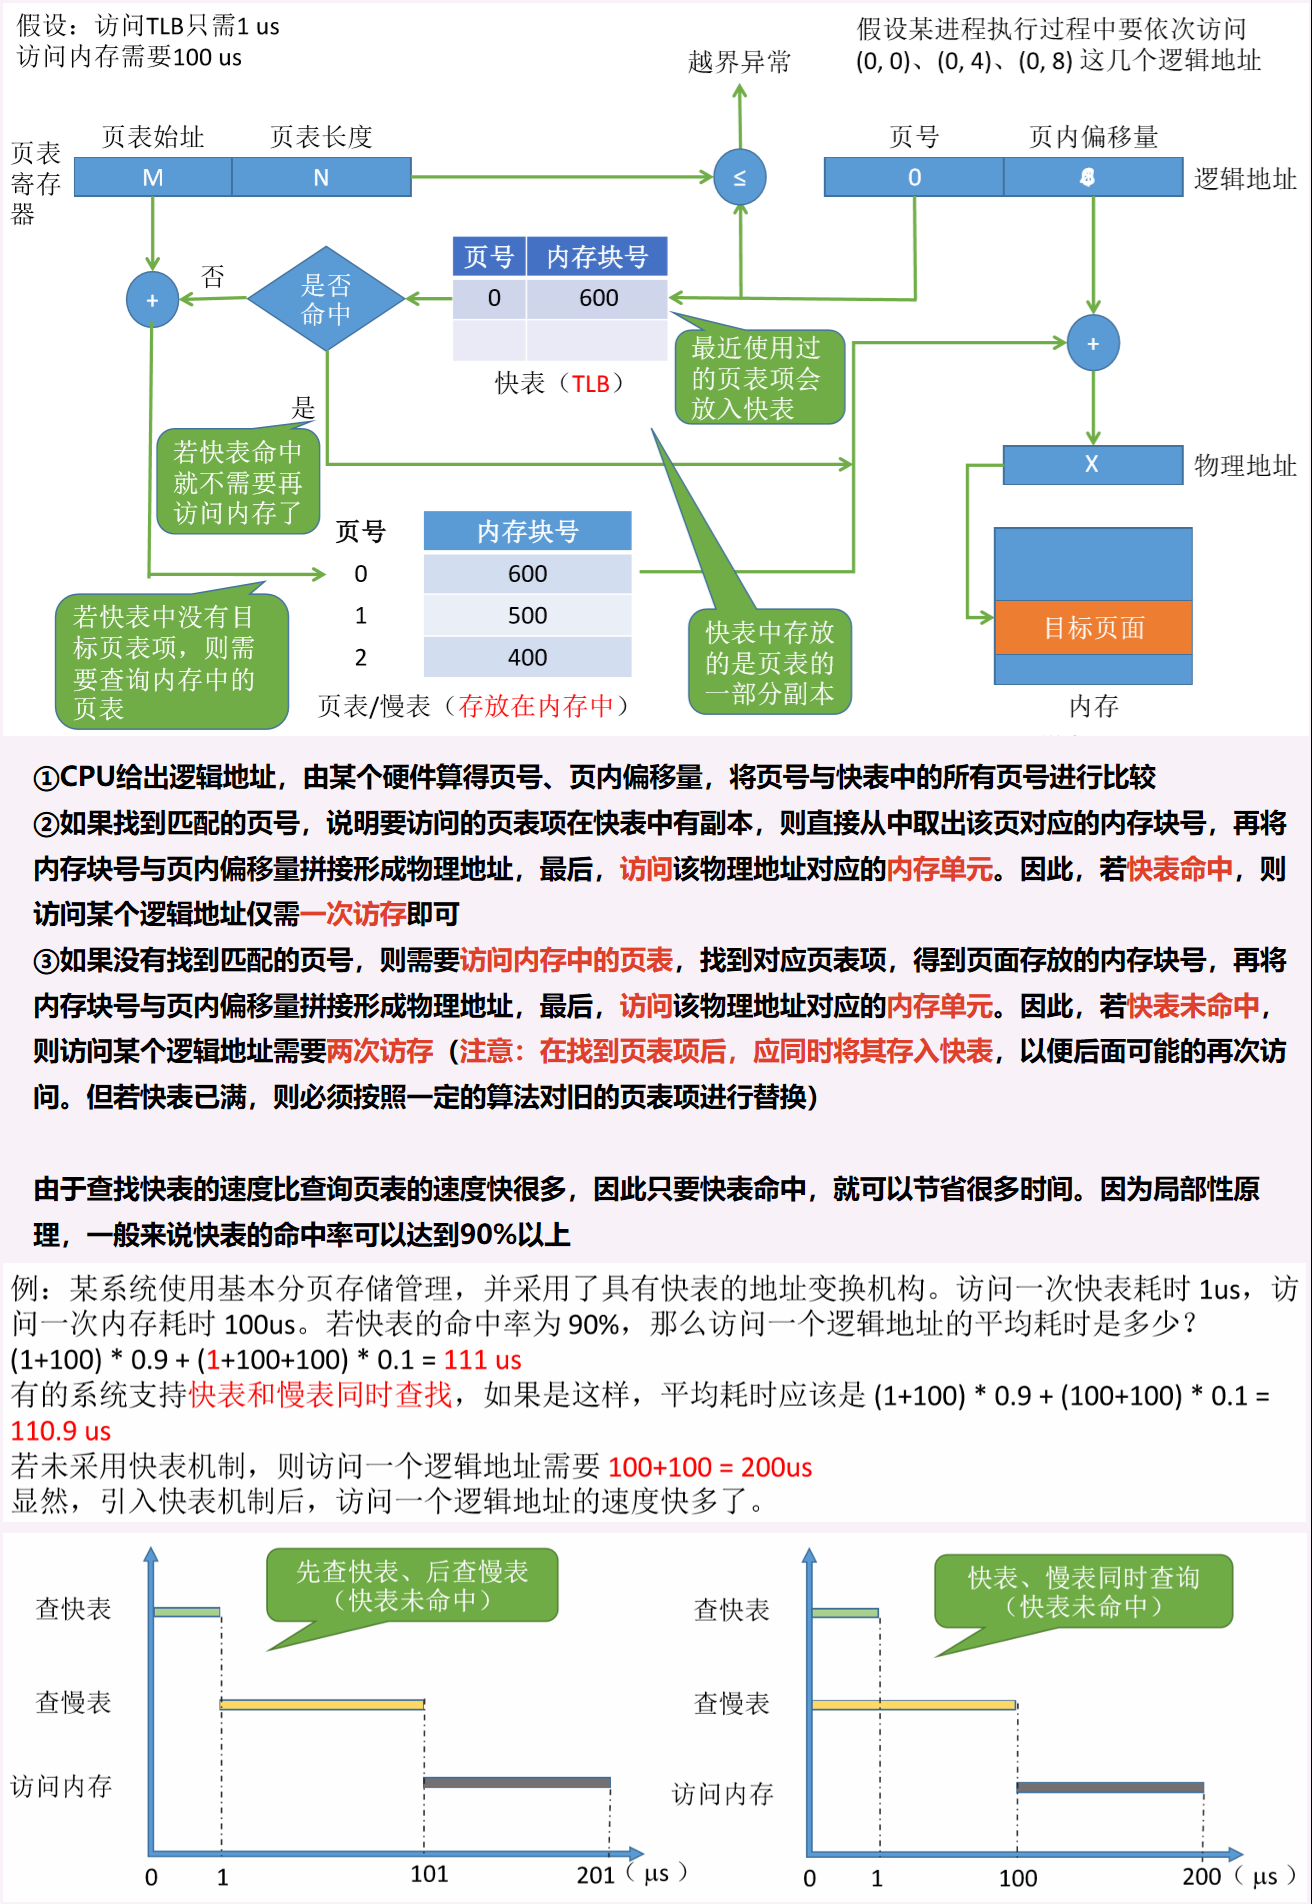 假设：访问TLB只需1 us
访问内存需要100 us
假设某进程执行过程中要依次访问
(0, 0)、(0, 4)、(0, 8) 这几个逻辑地址
越界异常
页表始址
页表长度
页号
页内偏移量
页表
寄存
器
M
N
≤
0
逻辑地址
页号
内存块号
0
600
快表（TLB）
是否
命中
否
+
是
最近使用过
的页表项会
放入快表
+
若快表命中
就不需要再
访问内存了
X
物理地址
页号
内存块号
0
600
1
500
2
400
页表/慢表（存放在内存中）
若快表中没有目
标页表项，则需
要查询内存中的
页表
快表中存放
的是页表的
一部分副本
目标页面
内存
①CPU给出逻辑地址，由某个硬件算得页号、页内偏移量，将页号与快表中的所有页号进行比较
②如果找到匹配的页号，说明要访问的页表项在快表中有副本，则直接从中取出该页对应的内存块号，再将
内存块号与页内偏移量拼接形成物理地址，最后，访问该物理地址对应的内存单元。因此，若快表命中，则
访问某个逻辑地址仅需一次访存即可
③如果没有找到匹配的页号，则需要访问内存中的页表，找到对应页表项，得到页面存放的内存块号，再将
内存块号与页内偏移量拼接形成物理地址，最后，访问该物理地址对应的内存单元。因此，若快表未命中，
则访问某个逻辑地址需要两次访存（注意：在找到页表项后，应同时将其存入快表，以便后面可能的再次访
问。但若快表已满，则必须按照一定的算法对旧的页表项进行替换）
由于查找快表的速度比查询页表的速度快很多，因此只要快表命中，就可以节省很多时间。因为局部性原
理，一般来说快表的命中率可以达到90%以上
例：某系统使用基本分页存储管理，并采用了具有快表的地址变换机构。访问一次快表耗时 1us，访
问一次内存耗时 100us。若快表的命中率为 90%，那么访问一个逻辑地址的平均耗时是多少？
(1+100) * 0.9 + (1+100+100) * 0.1 = 111 us
有的系统支持快表和慢表同时查找，如果是这样，平均耗时应该是 (1+100) * 0.9 + (100+100) * 0.1 =
110.9 us
若未采用快表机制，则访问一个逻辑地址需要 100+100 = 200us
显然，引入快表机制后，访问一个逻辑地址的速度快多了。
先查快表、后查慢表
（快表未命中）
查快表
查慢表
访问内存
0
1
101
201（ μs ）
快表、慢表同时查询
（快表未命中）
查快表
查慢表
访问内存
0
1
100
200（ μs ）